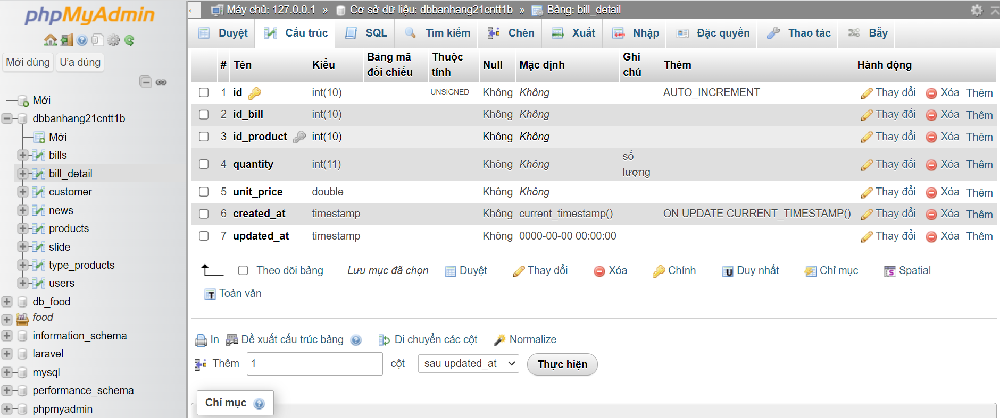 phpMyAdmin
Mới dùng Ưa dùng
Mới
dbbanhang21cntt1b
Mới
bills
bill_detail
customer
news
products
slide
type_products
users
db_food
food
information_schema
laravel
mysql
performance_schema
phpmyadmin
← Máy chủ: 127.0.0.1 » Cơ sở dữ liệu: dbbanhang21cntt1b » Bảng: bill_detail
Duyệt Cấu trúc SQL Tìm kiếm Chèn Xuất Nhập Đặc quyền Thao tác Bẫy
# Tên Kiểu Bảng mã đối chiếu Thuộc tính Null Mặc định Ghi chú Thêm Hành động
1 id int(10) UNSIGNED Không Không AUTO_INCREMENT Thay đổi Xóa Thêm
2 id_bill int(10) Không Không Thay đổi Xóa Thêm
3 id_product int(10) Không Không Thay đổi Xóa Thêm
4 quantity int(11) Không Không số lượng Thay đổi Xóa Thêm
5 unit_price double Không Không Thay đổi Xóa Thêm
6 created_at timestamp Không current_timestamp() ON UPDATE CURRENT_TIMESTAMP() Thay đổi Xóa Thêm
7 updated_at timestamp Không 0000-00-00 00:00:00 Thay đổi Xóa Thêm
Theo dõi bảng Lưu mục đã chọn Duyệt Thay đổi Xóa Chính Duy nhất Chỉ mục Spatial
Toàn văn
In Đề xuất cấu trúc bảng Di chuyển các cột Normalize
Thêm 1 cột sau updated_at Thực hiện
Chỉ mục